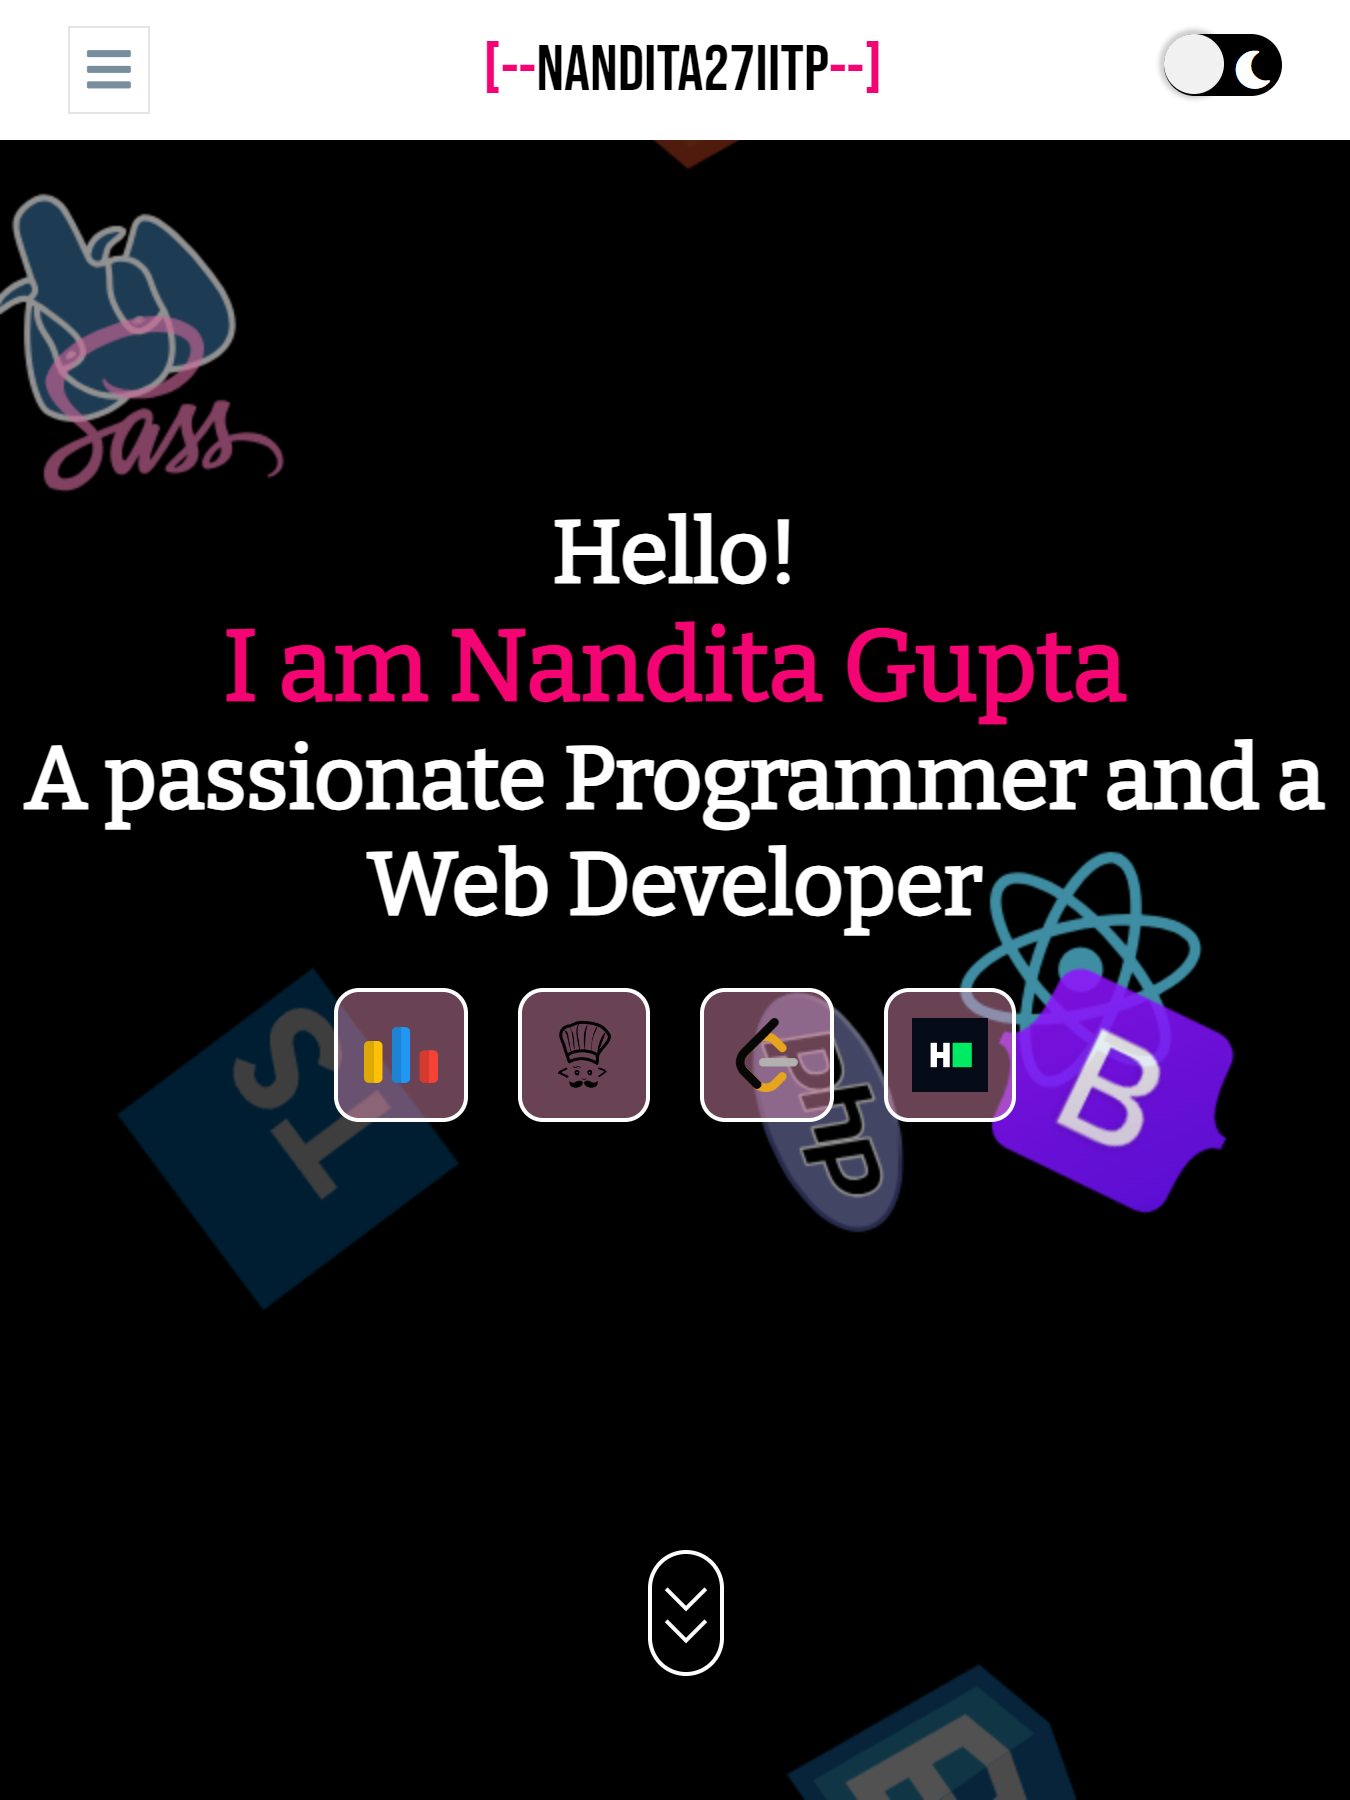 [--NANDITA27IITP--]
Sass
Hello!
I am Nandita Gupta
A passionate Programmer and a
Web Developer
TS
php
H
B